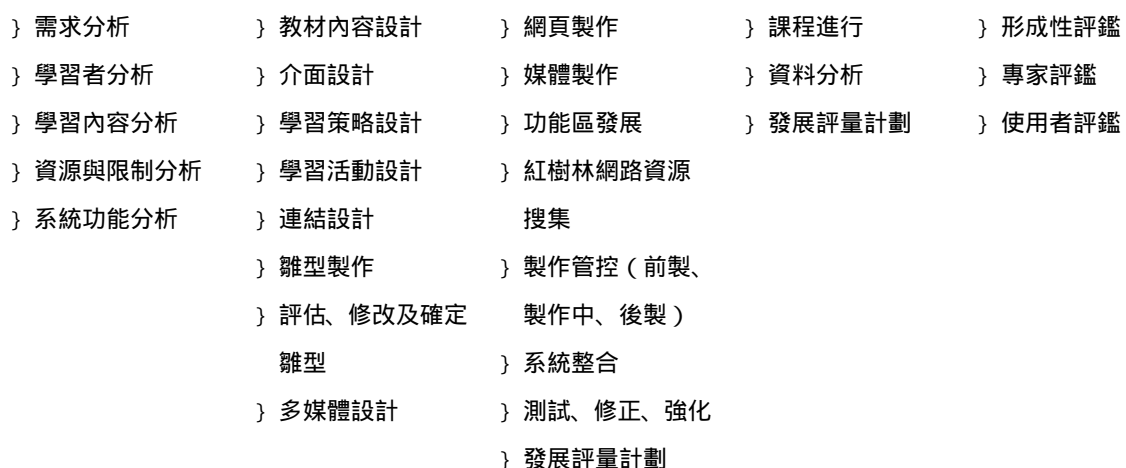 } 需求分析
} 學習者分析
} 學習內容分析
} 資源與限制分析
} 系統功能分析
} 教材內容設計
} 介面設計
} 學習策略設計
} 學習活動設計
} 連結設計
} 雛型製作
} 評估、修改及確定
雛型
} 多媒體設計
} 網頁製作
} 媒體製作
} 功能區發展
} 紅樹林網路資源
搜集
} 製作管控（前製、
製作中、後製）
} 系統整合
} 測試、修正、強化
} 發展評量計劃
} 課程進行
} 資料分析
} 發展評量計劃
} 形成性評鑑
} 專家評鑑
} 使用者評鑑